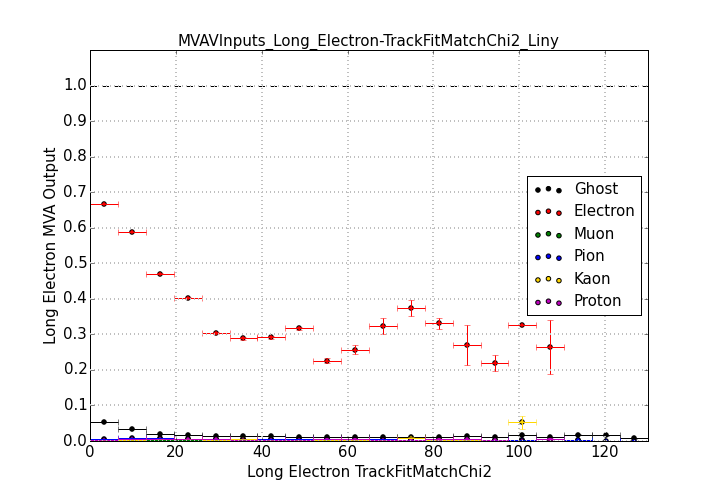 MVAVInputs_Long_Electron-TrackFitMatchChi2_Liny
Long Electron MVA Output
1.0
0.9
0.8
0.7
0.6
0.5
0.4
0.3
0.2
0.1
0.0
Ghost
Electron
Muon
Pion
Kaon
Proton
0 20 40 60 80 100 120
Long Electron TrackFitMatchChi2